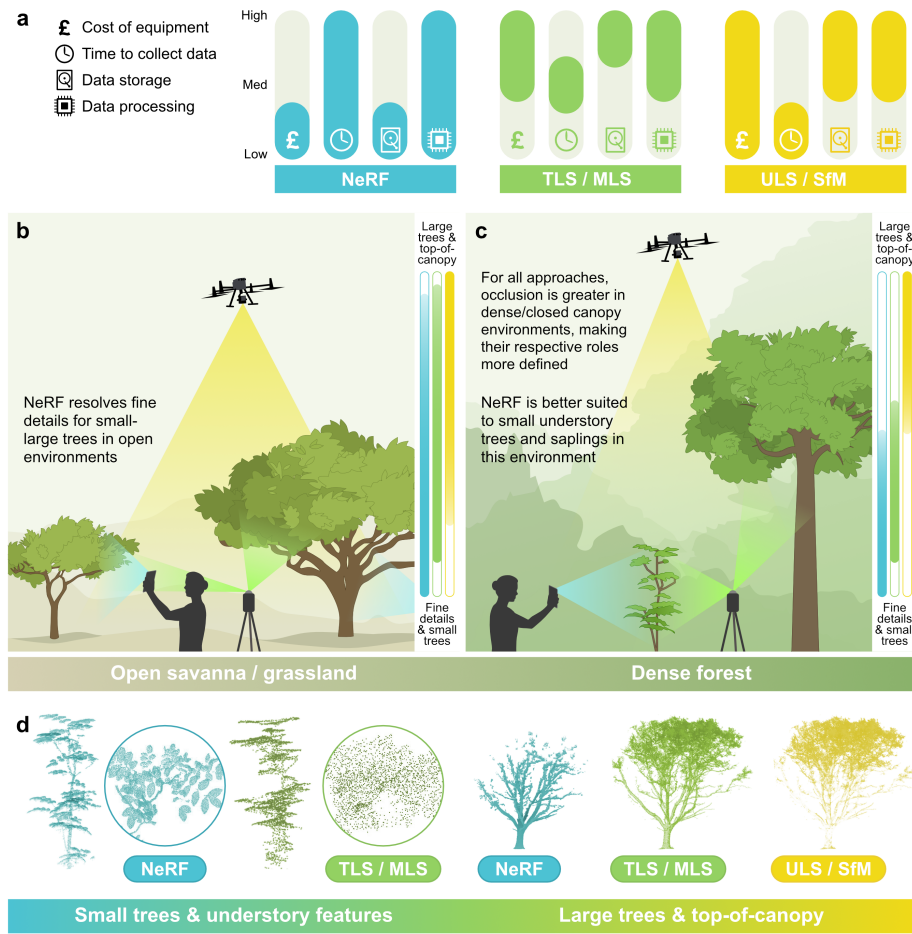 a
£ Cost of equipment
Time to collect data
Data storage
Data processing
High
Med
Low
£
NeRF
£
TLS / MLS
£
ULS / SfM
b
NeRF resolves fine
details for small-
large trees in open
environments
Large
trees &
top-of-
canopy
Fine
details
& small
trees
c
For all approaches,
occlusion is greater in
dense/closed canopy
environments, making
their respective roles
more defined
NeRF is better suited
to small understory
trees and saplings in
this environment
Large
trees &
top-of-
canopy
Fine
details
& small
trees
Open savanna / grassland
Dense forest
d
NeRF
TLS / MLS
NeRF
TLS / MLS
ULS / SfM
Small trees & understory features
Large trees & top-of-canopy